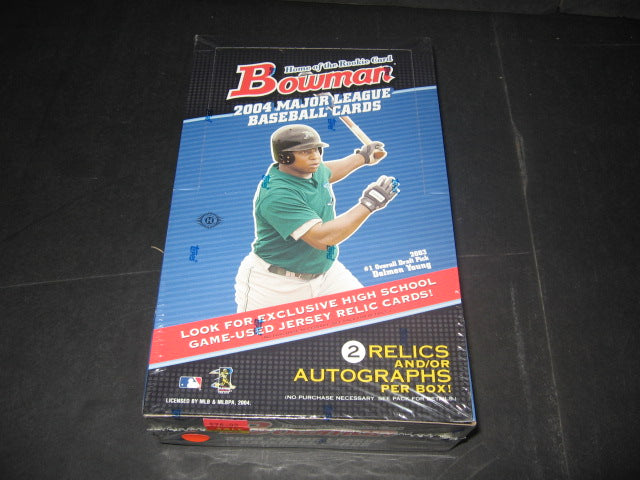 Home of the Rookie Card
Bowman
2004 MAJOR LEAGUE
BASEBALL CARDS
H
2003
#1 Overall Draft Pick
Delmon Young
LOOK FOR EXCLUSIVE HIGH SCHOOL
GAME-USED JERSEY RELIC CARDS!
2 RELICS
AND/OR
AUTOGRAPHS
PER BOX!
(NO PURCHASE NECESSARY. SEE PACK FOR DETAILS.)
LICENSED BY MLB & MLBPA, 2004.